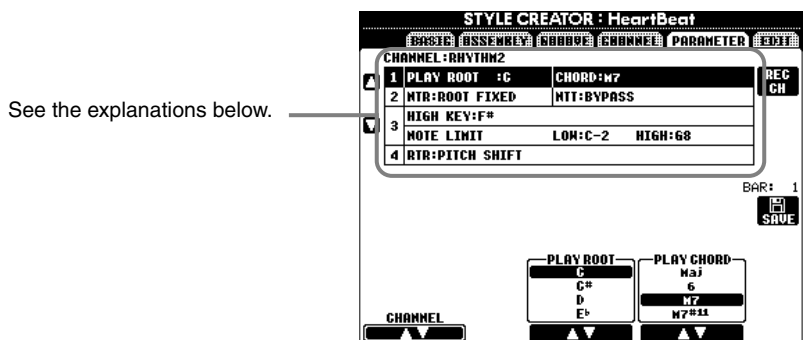 STYLE CREATOR : HeartBeat
BASIC ASSEMBLY GROOVE CHANNEL PARAMETER EDIT
CHANNEL:RHYTHM2
1 PLAY ROOT :C CHORD:M7
REC CH
2 NTR:ROOT FIXED NTT:BYPASS
See the explanations below.
3 HIGH KEY:F#
NOTE LIMIT LOW:C-2 HIGH:G8
4 RTR:PITCH SHIFT
BAR: 1
SAVE
PLAY ROOT PLAY CHORD
C Maj
C# 6
D M7
E♭ M7#11
CHANNEL